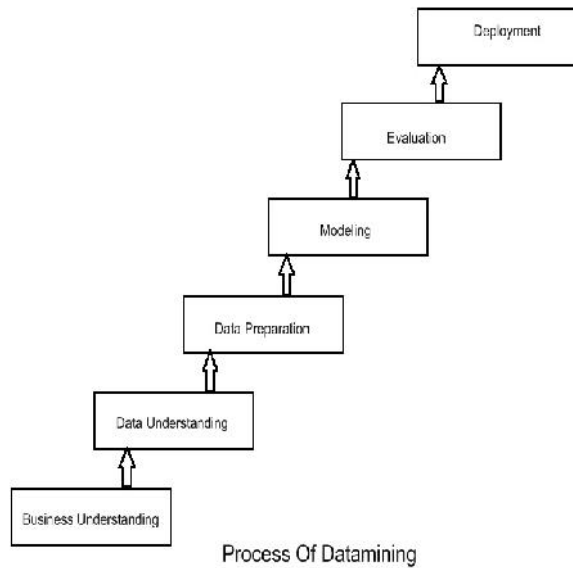 Deployment
Evaluation
Modeling
Data Preparation
Data Understanding
Business Understanding
Process Of Datamining